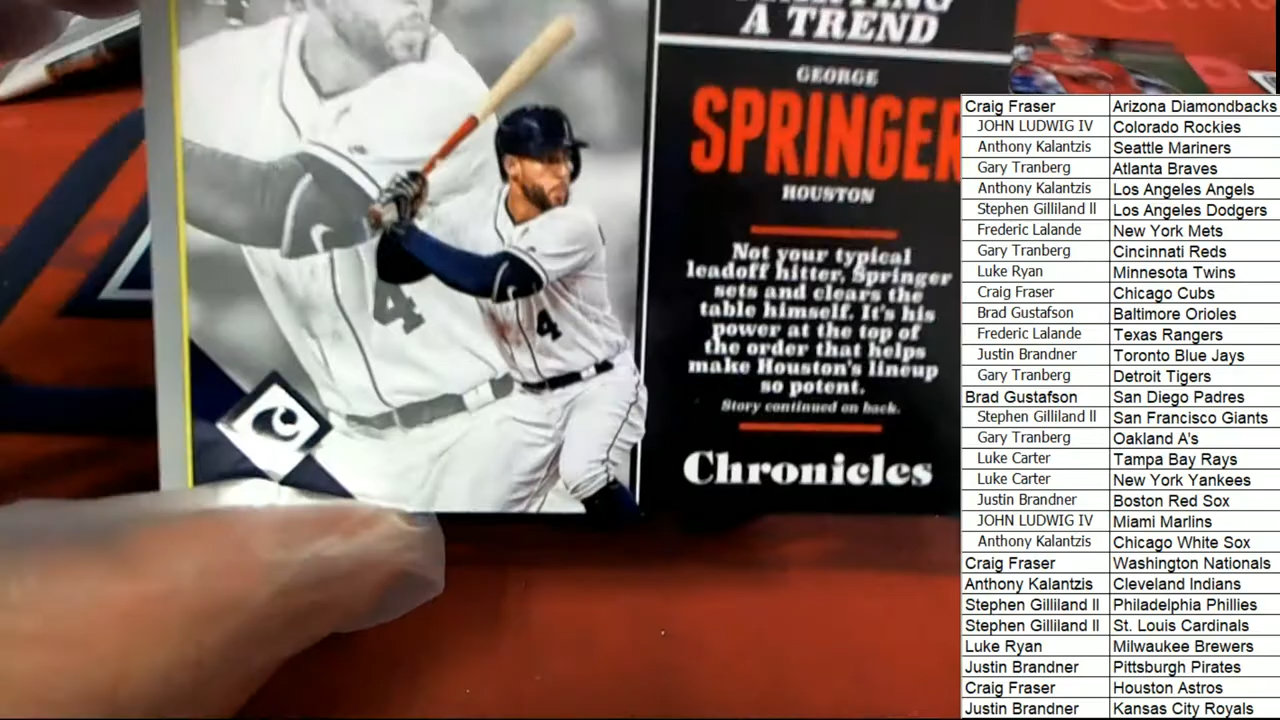 A TREND
GEORGE
SPRINGER
HOUSTON
Not your typical
leadoff hitter, Springer
sets and clears the
table himself. It's his
power at the top of
the order that helps
make Houston's lineup
so potent.
Story continued on back.
Chronicles
4
4
Craig Fraser Arizona Diamondbacks
JOHN LUDWIG IV Colorado Rockies
Anthony Kalantzis Seattle Mariners
Gary Tranberg Atlanta Braves
Anthony Kalantzis Los Angeles Angels
Stephen Gilliland II Los Angeles Dodgers
Frederic Lalande New York Mets
Gary Tranberg Cincinnati Reds
Luke Ryan Minnesota Twins
Craig Fraser Chicago Cubs
Brad Gustafson Baltimore Orioles
Frederic Lalande Texas Rangers
Justin Brandner Toronto Blue Jays
Gary Tranberg Detroit Tigers
Brad Gustafson San Diego Padres
Stephen Gilliland II San Francisco Giants
Gary Tranberg Oakland A's
Luke Carter Tampa Bay Rays
Luke Carter New York Yankees
Justin Brandner Boston Red Sox
JOHN LUDWIG IV Miami Marlins
Anthony Kalantzis Chicago White Sox
Craig Fraser Washington Nationals
Anthony Kalantzis Cleveland Indians
Stephen Gilliland II Philadelphia Phillies
Stephen Gilliland II St. Louis Cardinals
Luke Ryan Milwaukee Brewers
Justin Brandner Pittsburgh Pirates
Craig Fraser Houston Astros
Justin Brandner Kansas City Royals